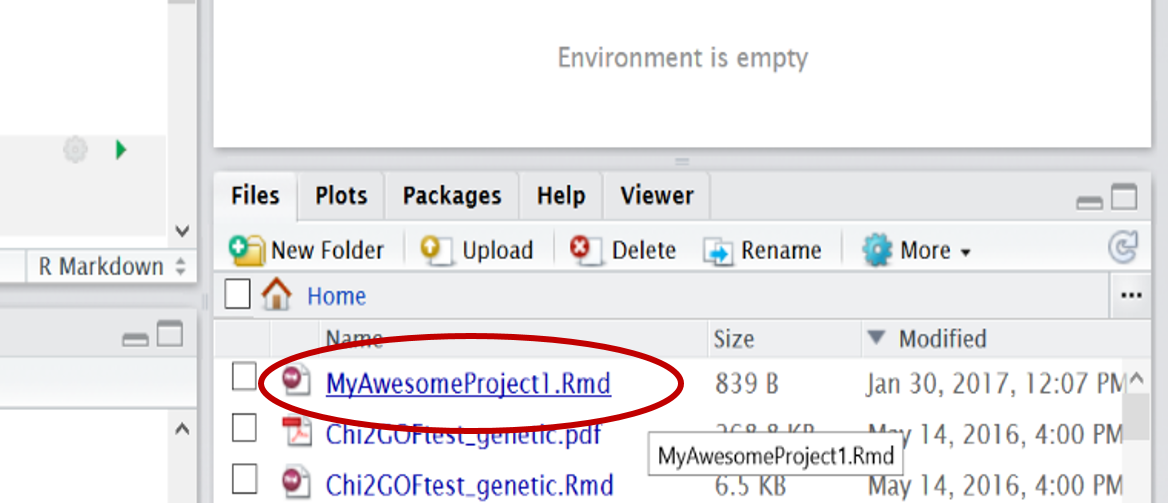 Environment is empty
Files Plots Packages Help Viewer
New Folder Upload Delete Rename More
R Markdown
Home ...
Name Size Modified
MyAwesomeProject1.Rmd 839 B Jan 30, 2017, 12:07 PM
Chi2GOFtest_genetic.pdf 268.8 KB May 14, 2016, 4:00 PM
MyAwesomeProject1.Rmd
Chi2GOFtest_genetic.Rmd 6.5 KB May 14, 2016, 4:00 PM